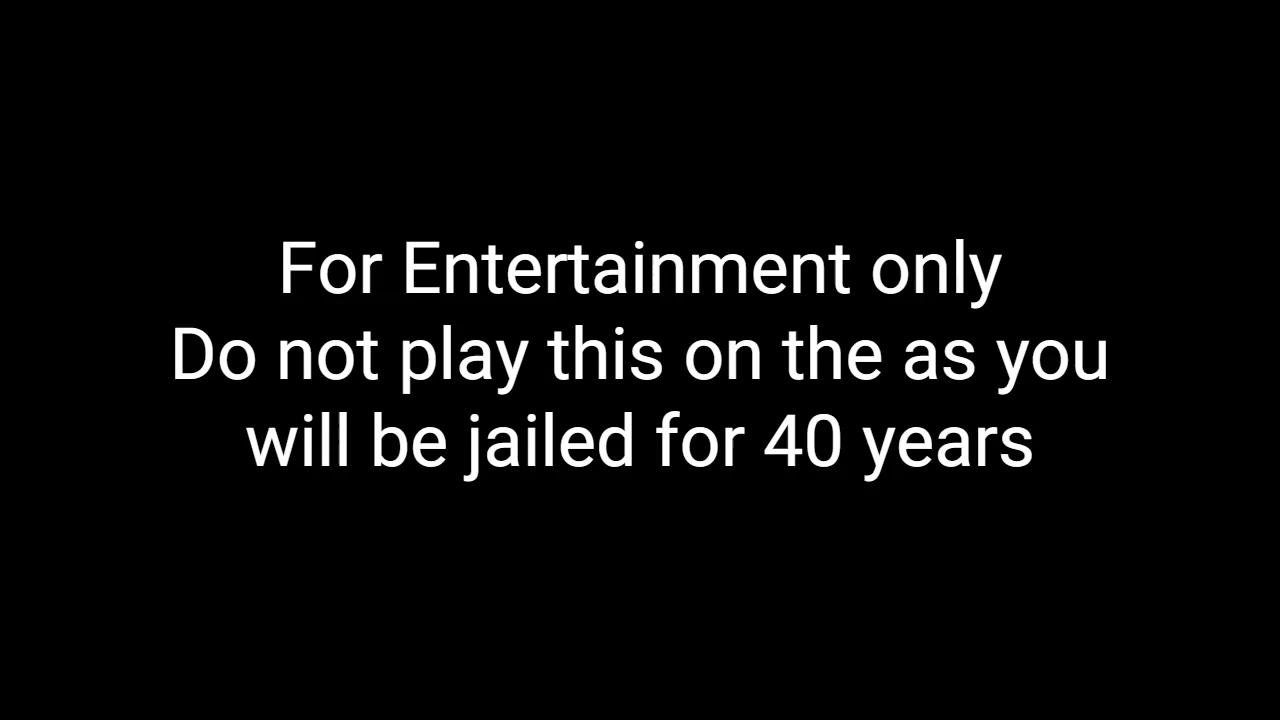 For Entertainment only
Do not play this on the as you
will be jailed for 40 years